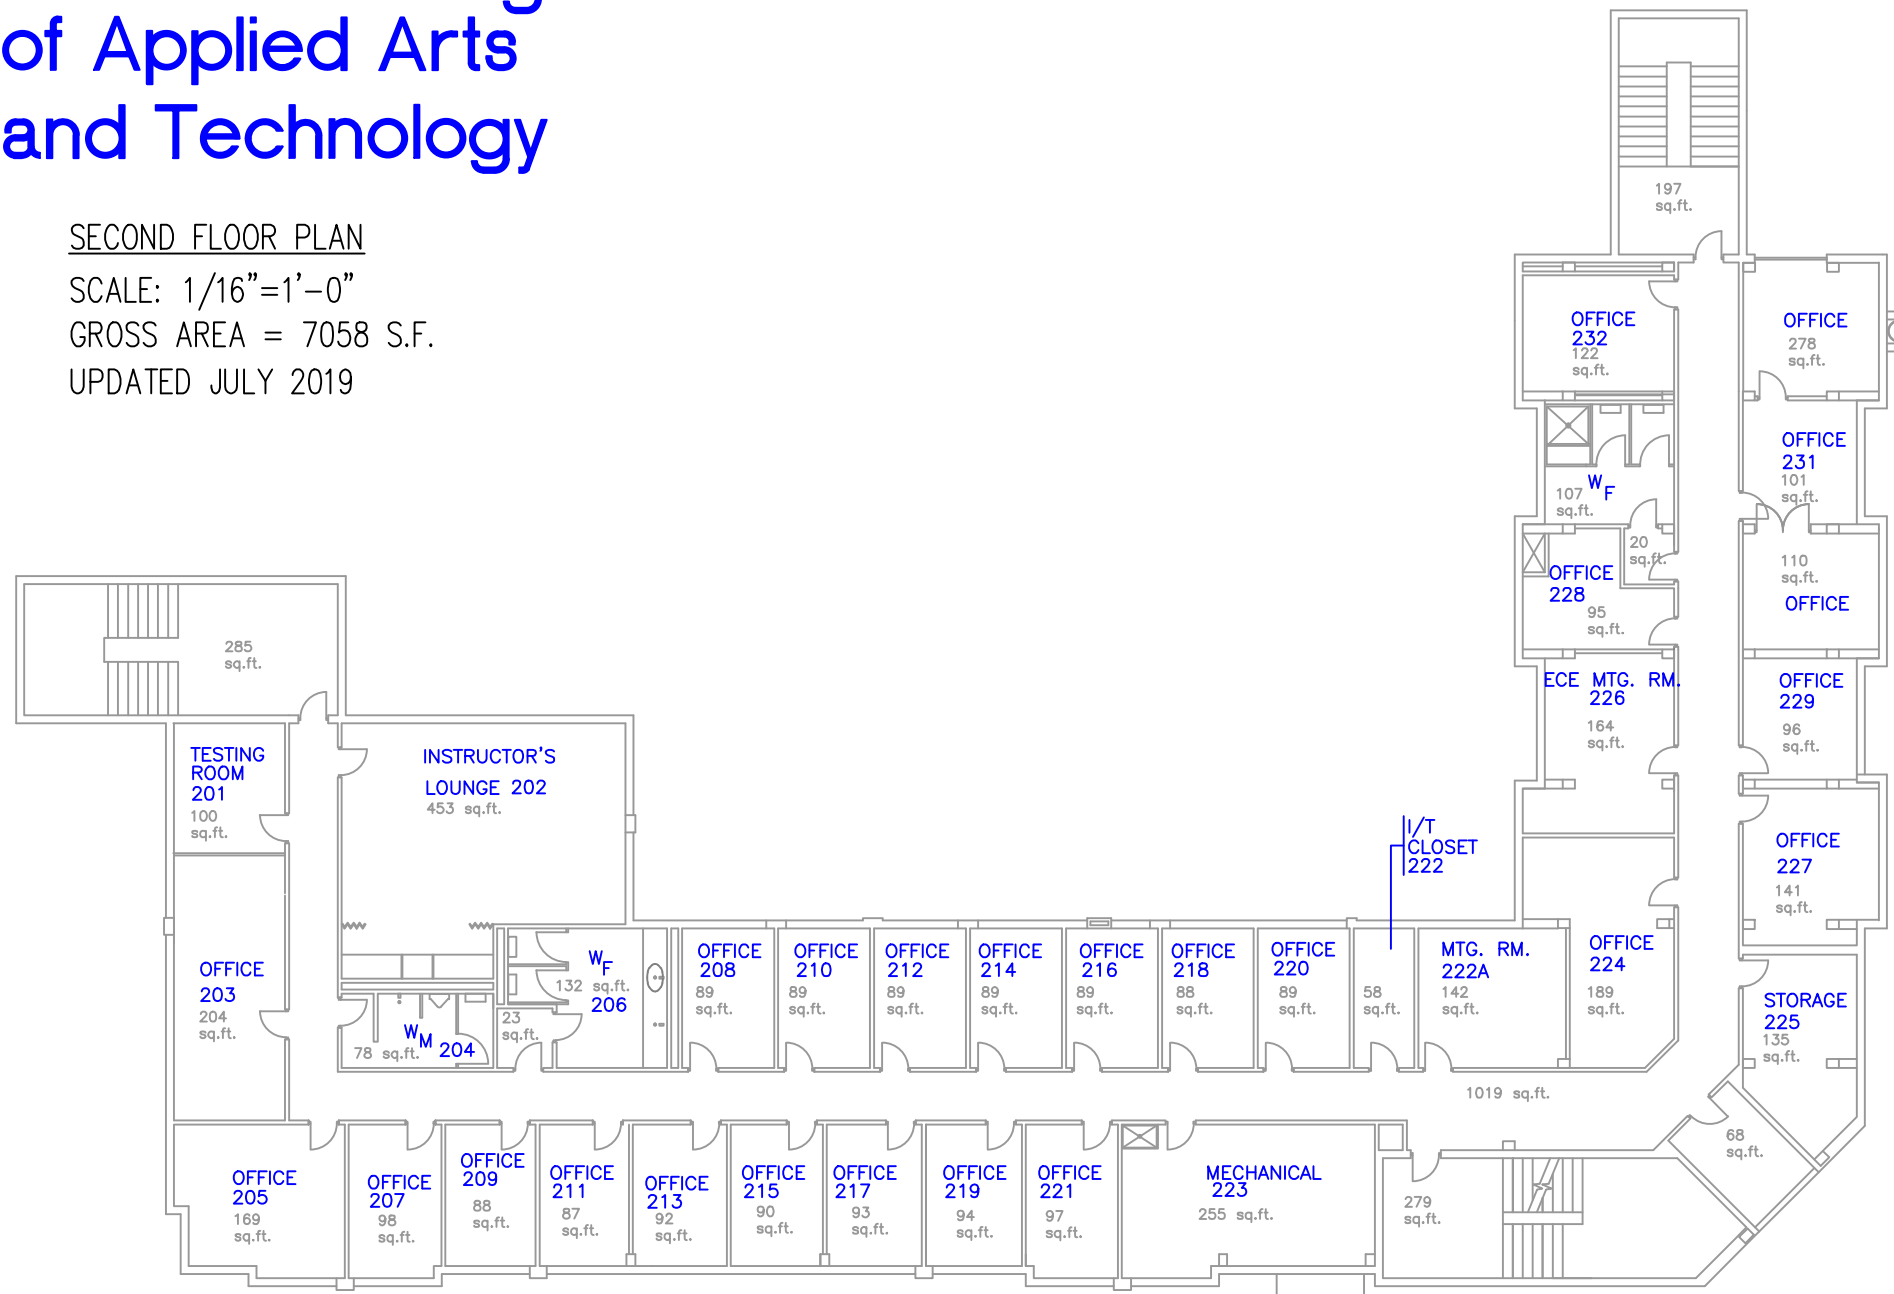 of Applied Arts
and Technology
SECOND FLOOR PLAN
SCALE: 1/16"=1'-0"
GROSS AREA = 7058 S.F.
UPDATED JULY 2019
197
sq.ft.
OFFICE
232
122
sq.ft.
OFFICE
278
sq.ft.
OFFICE
231
101
sq.ft.
W F
107
sq.ft.
20
sq.ft.
110
sq.ft.
OFFICE
OFFICE
228
95
sq.ft.
285
sq.ft.
ECE MTG. RM.
226
164
sq.ft.
OFFICE
229
96
sq.ft.
TESTING
ROOM
201
100
sq.ft.
INSTRUCTOR'S
LOUNGE 202
453 sq.ft.
I/T
CLOSET
222
OFFICE
227
141
sq.ft.
OFFICE
203
204
sq.ft.
W F
132 sq.ft.
206
23
sq.ft.
W M 204
78 sq.ft.
OFFICE
208
89
sq.ft.
OFFICE
210
89
sq.ft.
OFFICE
212
89
sq.ft.
OFFICE
214
89
sq.ft.
OFFICE
216
89
sq.ft.
OFFICE
218
88
sq.ft.
OFFICE
220
89
sq.ft.
58
sq.ft.
MTG. RM.
222A
142
sq.ft.
OFFICE
224
189
sq.ft.
STORAGE
225
135
sq.ft.
1019 sq.ft.
68
sq.ft.
OFFICE
205
169
sq.ft.
OFFICE
207
98
sq.ft.
OFFICE
209
88
sq.ft.
OFFICE
211
87
sq.ft.
OFFICE
213
92
sq.ft.
OFFICE
215
90
sq.ft.
OFFICE
217
93
sq.ft.
OFFICE
219
94
sq.ft.
OFFICE
221
97
sq.ft.
MECHANICAL
223
255 sq.ft.
279
sq.ft.